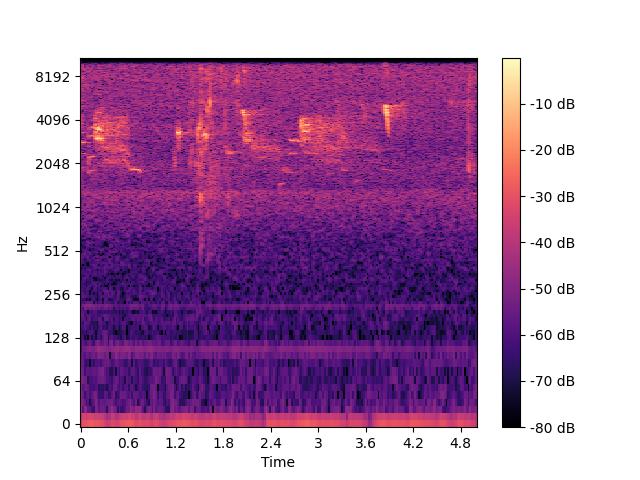 8192
4096
2048
1024
512
256
128
64
0
Hz
0 0.6 1.2 1.8 2.4 3 3.6 4.2 4.8
Time
-10 dB
-20 dB
-30 dB
-40 dB
-50 dB
-60 dB
-70 dB
-80 dB